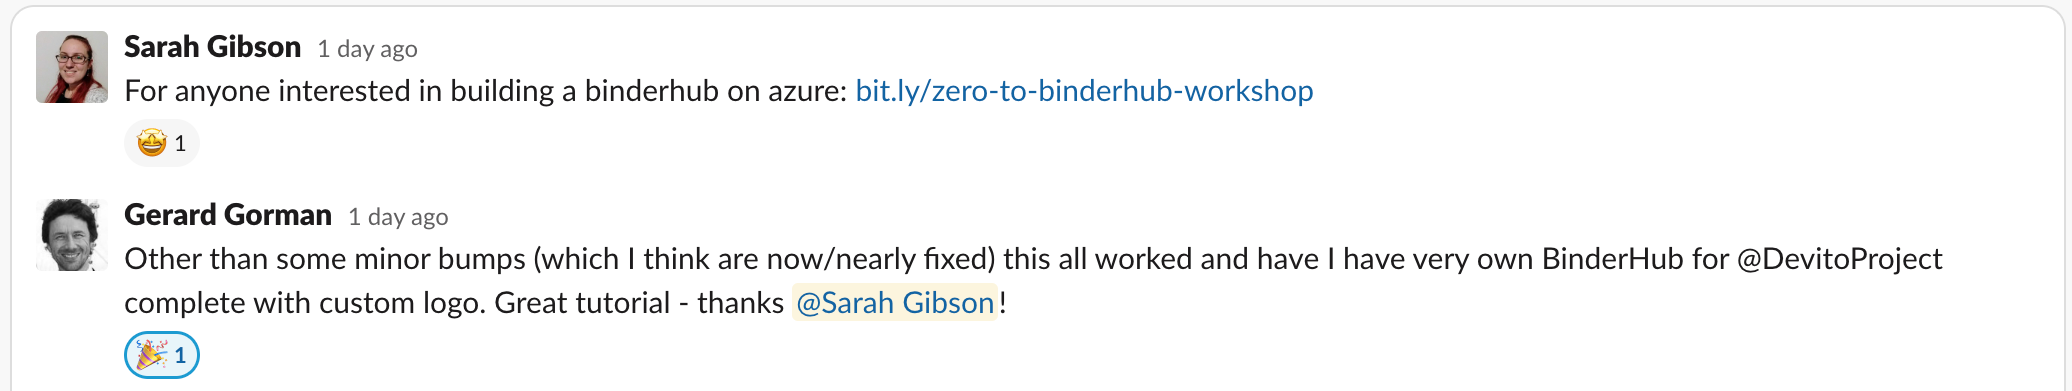 Sarah Gibson 1 day ago
For anyone interested in building a binderhub on azure: bit.ly/zero-to-binderhub-workshop
1
Gerard Gorman 1 day ago
Other than some minor bumps (which I think are now/nearly fixed) this all worked and have I have very own BinderHub for @DevitoProject
complete with custom logo. Great tutorial - thanks @Sarah Gibson!
1